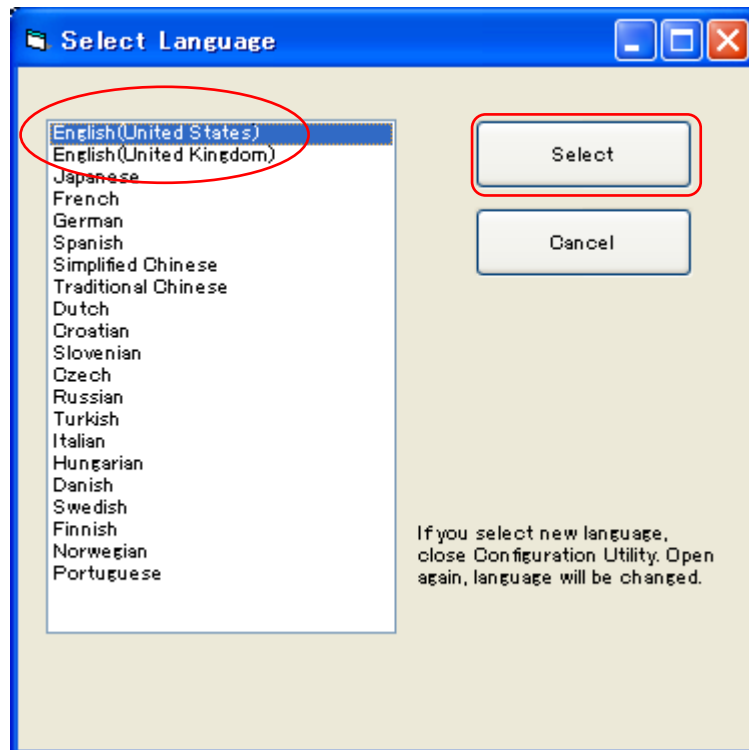 Select Language
English(United States)
English(United Kingdom)
Japanese
French
German
Spanish
Simplified Chinese
Traditional Chinese
Dutch
Croatian
Slovenian
Czech
Russian
Turkish
Italian
Hungarian
Danish
Swedish
Finnish
Norwegian
Portuguese
Select
Cancel
If you select new language,
close Configuration Utility. Open
again, language will be changed.